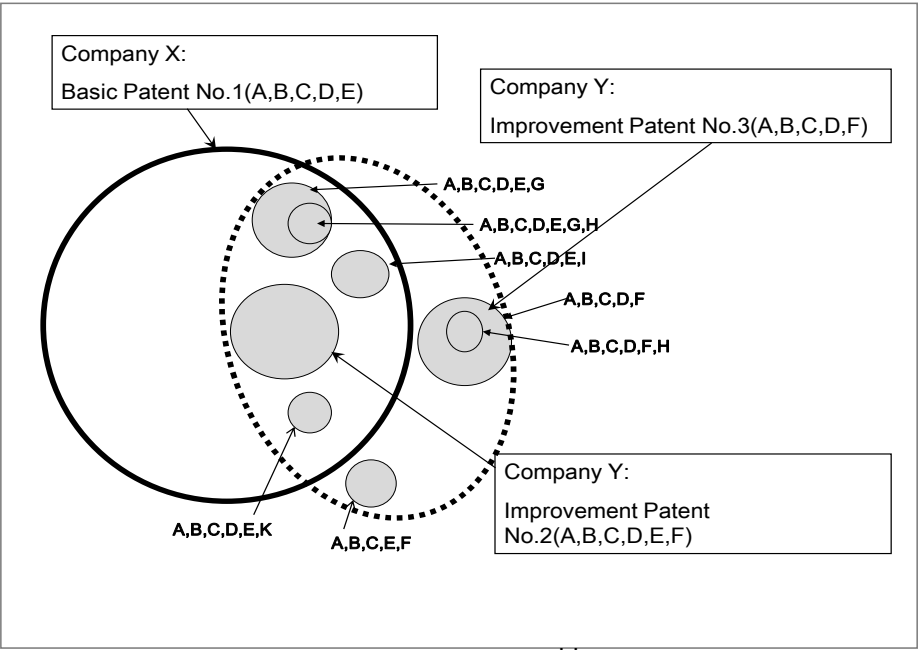 Company X:
Basic Patent No.1(A,B,C,D,E)
Company Y:
Improvement Patent No.3(A,B,C,D,F)
A,B,C,D,E,G
A,B,C,D,E,G,H
A,B,C,D,E,I
A,B,C,D,F
A,B,C,D,F,H
Company Y:
Improvement Patent
No.2(A,B,C,D,E,F)
A,B,C,D,E,K
A,B,C,E,F